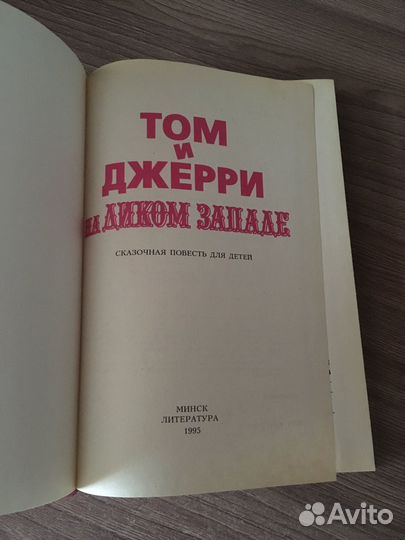 ТОМ
и
ДЖЕРРИ
НА ДИКОМ ЗАПАДЕ
СКАЗОЧНАЯ ПОВЕСТЬ ДЛЯ ДЕТЕЙ
МИНСК
ЛИТЕРАТУРА
1995
Avito